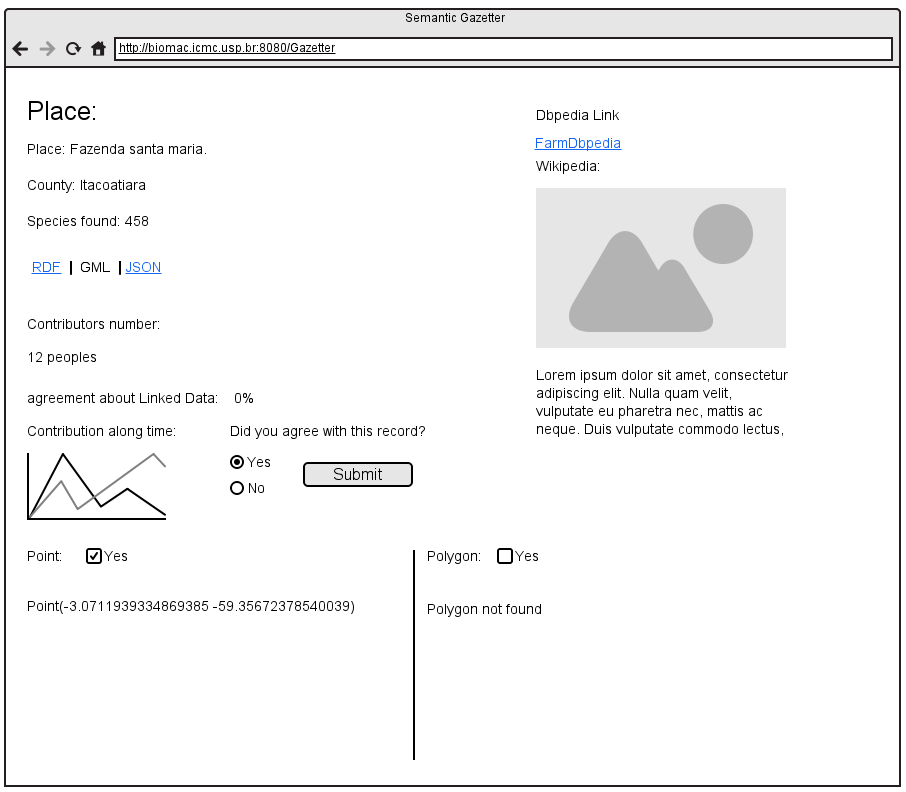 Semantic Gazetter
http://biomac.icmc.usp.br:8080/Gazetter
Place:
Place: Fazenda santa maria.
County: Itacoatiara
Species found: 458
RDF | GML | JSON
Contributors number:
12 peoples
agreement about Linked Data: 0%
Contribution along time:
Did you agree with this record?
Yes
No
Submit
Dbpedia Link
FarmDbpedia
Wikipedia:
Lorem ipsum dolor sit amet, consectetur
adipiscing elit. Nulla quam velit,
vulputate eu pharetra nec, mattis ac
neque. Duis vulputate commodo lectus,
Point: Yes
Point(-3.0711939334869385 -59.35672378540039)
Polygon: Yes
Polygon not found